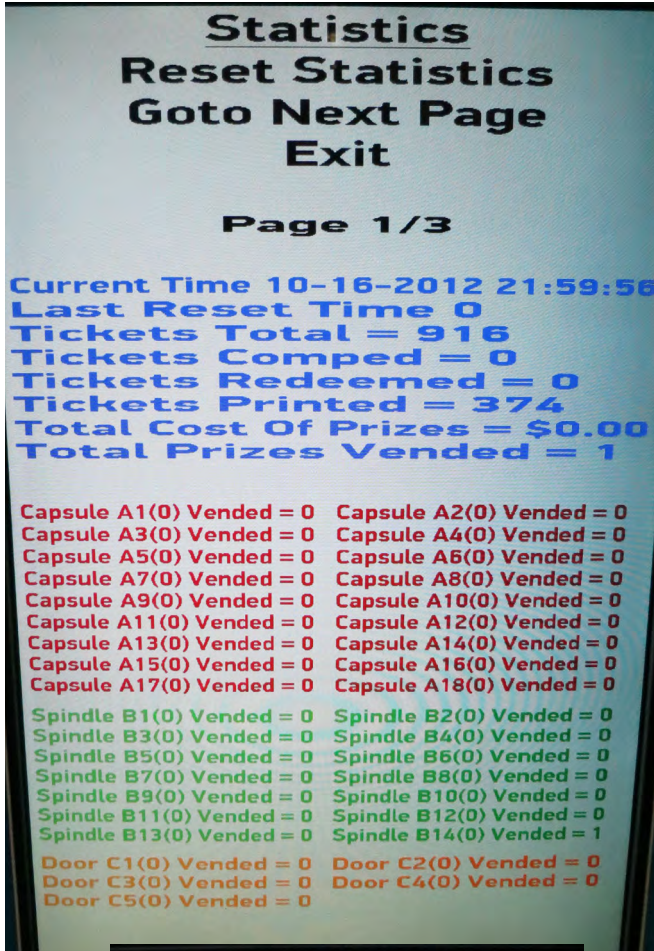 Statistics
Reset Statistics
Goto Next Page
Exit
Page 1/3
Current Time 10-16-2012 21:59:56
Last Reset Time 0
Tickets Total = 916
Tickets Comped = 0
Tickets Redeemed = 0
Tickets Printed = 374
Total Cost Of Prizes = $0.00
Total Prizes Vended = 1
Capsule A1(0) Vended = 0 Capsule A2(0) Vended = 0
Capsule A3(0) Vended = 0 Capsule A4(0) Vended = 0
Capsule A5(0) Vended = 0 Capsule A6(0) Vended = 0
Capsule A7(0) Vended = 0 Capsule A8(0) Vended = 0
Capsule A9(0) Vended = 0 Capsule A10(0) Vended = 0
Capsule A11(0) Vended = 0 Capsule A12(0) Vended = 0
Capsule A13(0) Vended = 0 Capsule A14(0) Vended = 0
Capsule A15(0) Vended = 0 Capsule A16(0) Vended = 0
Capsule A17(0) Vended = 0 Capsule A18(0) Vended = 0
Spindle B1(0) Vended = 0 Spindle B2(0) Vended = 0
Spindle B3(0) Vended = 0 Spindle B4(0) Vended = 0
Spindle B5(0) Vended = 0 Spindle B6(0) Vended = 0
Spindle B7(0) Vended = 0 Spindle B8(0) Vended = 0
Spindle B9(0) Vended = 0 Spindle B10(0) Vended = 0
Spindle B11(0) Vended = 0 Spindle B12(0) Vended = 0
Spindle B13(0) Vended = 0 Spindle B14(0) Vended = 1
Door C1(0) Vended = 0 Door C2(0) Vended = 0
Door C3(0) Vended = 0 Door C4(0) Vended = 0
Door C5(0) Vended = 0